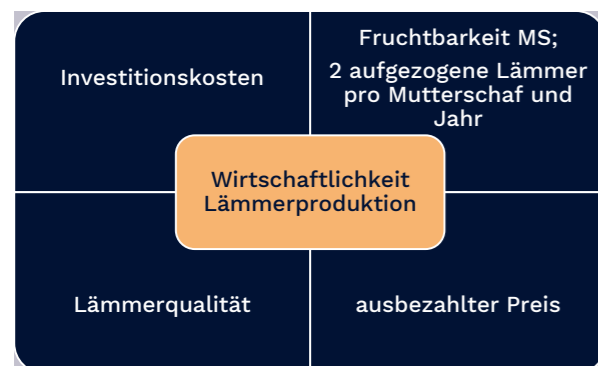 Investitionskosten
Fruchtbarkeit MS;
2 aufgezogene Lämmer
pro Mutterschaf und
Jahr
Wirtschaftlichkeit
Lämmerproduktion
Lämmerqualität
ausbezahlter Preis